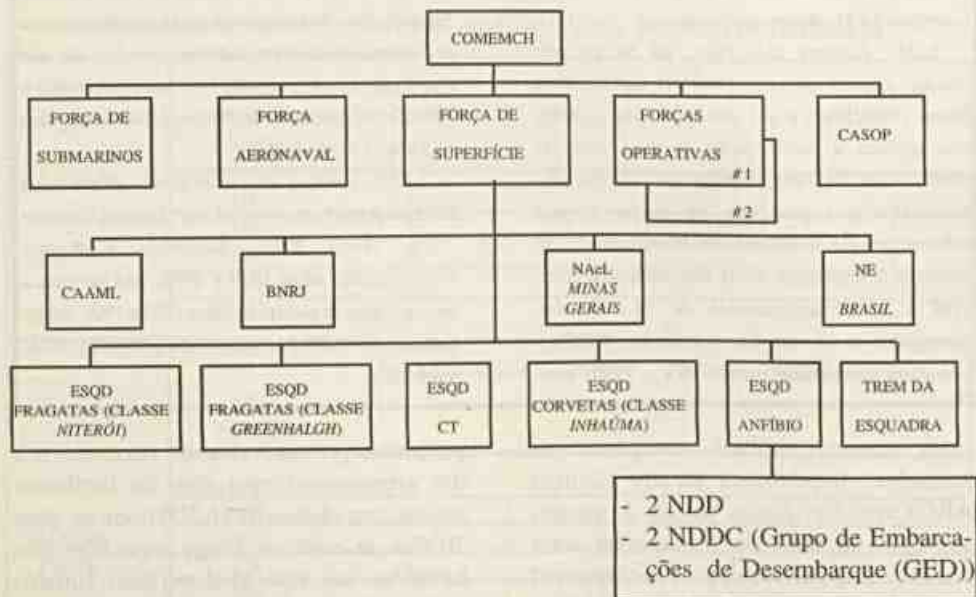 COMEMCH
FORÇA DE
SUBMARINOS
FORÇA
AERONAVAL
FORÇA DE
SUPERFÍCIE
FORÇAS
OPERATIVAS
# 1
# 2
CASOP
CAAML
BNRJ
NAeL
MINAS
GERAIS
NE
BRASIL
ESQD
FRAGATAS (CLASSE
NITERÓI)
ESQD
FRAGATAS (CLASSE
GREENHALGH)
ESQD
CT
ESQD
CORVETAS (CLASSE
INHAÚMA)
ESQD
ANFÍBIO
TREM DA
ESQUADRA
- 2 NDD
- 2 NDDC (Grupo de Embarca-
ções de Desembarque (GED))